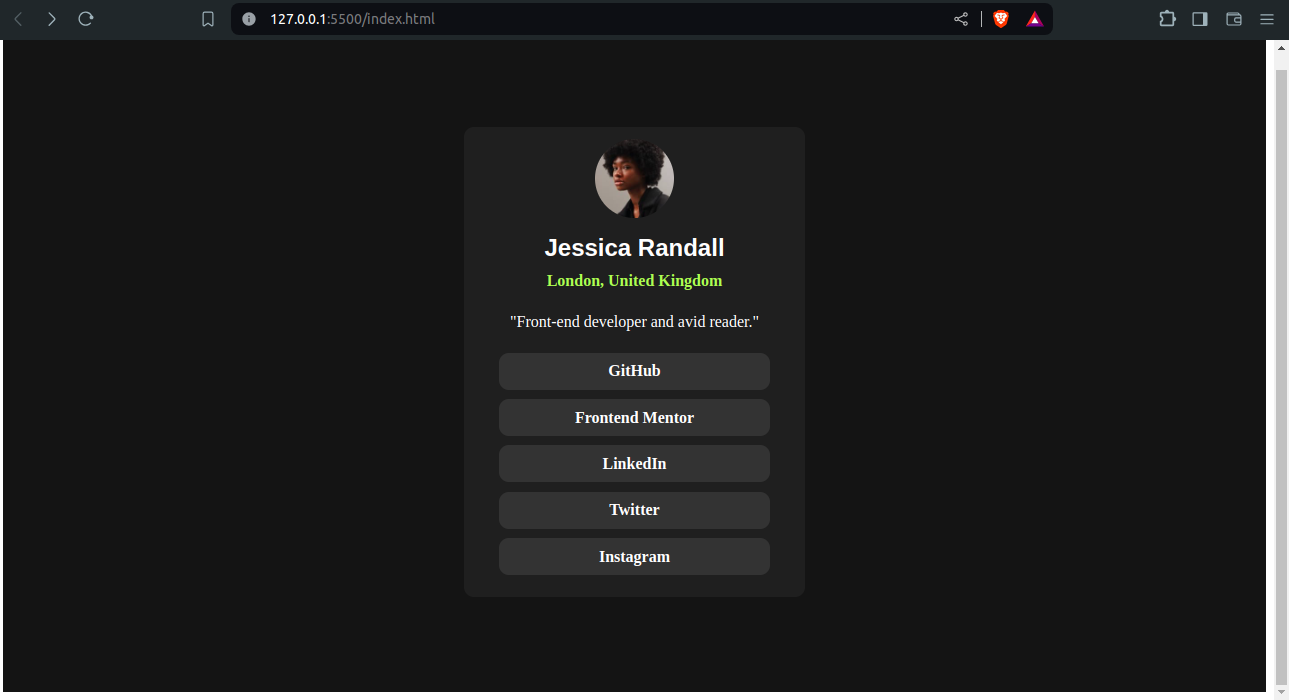 127.0.0.1:5500/index.html
Jessica Randall
London, United Kingdom
"Front-end developer and avid reader."
GitHub
Frontend Mentor
LinkedIn
Twitter
Instagram